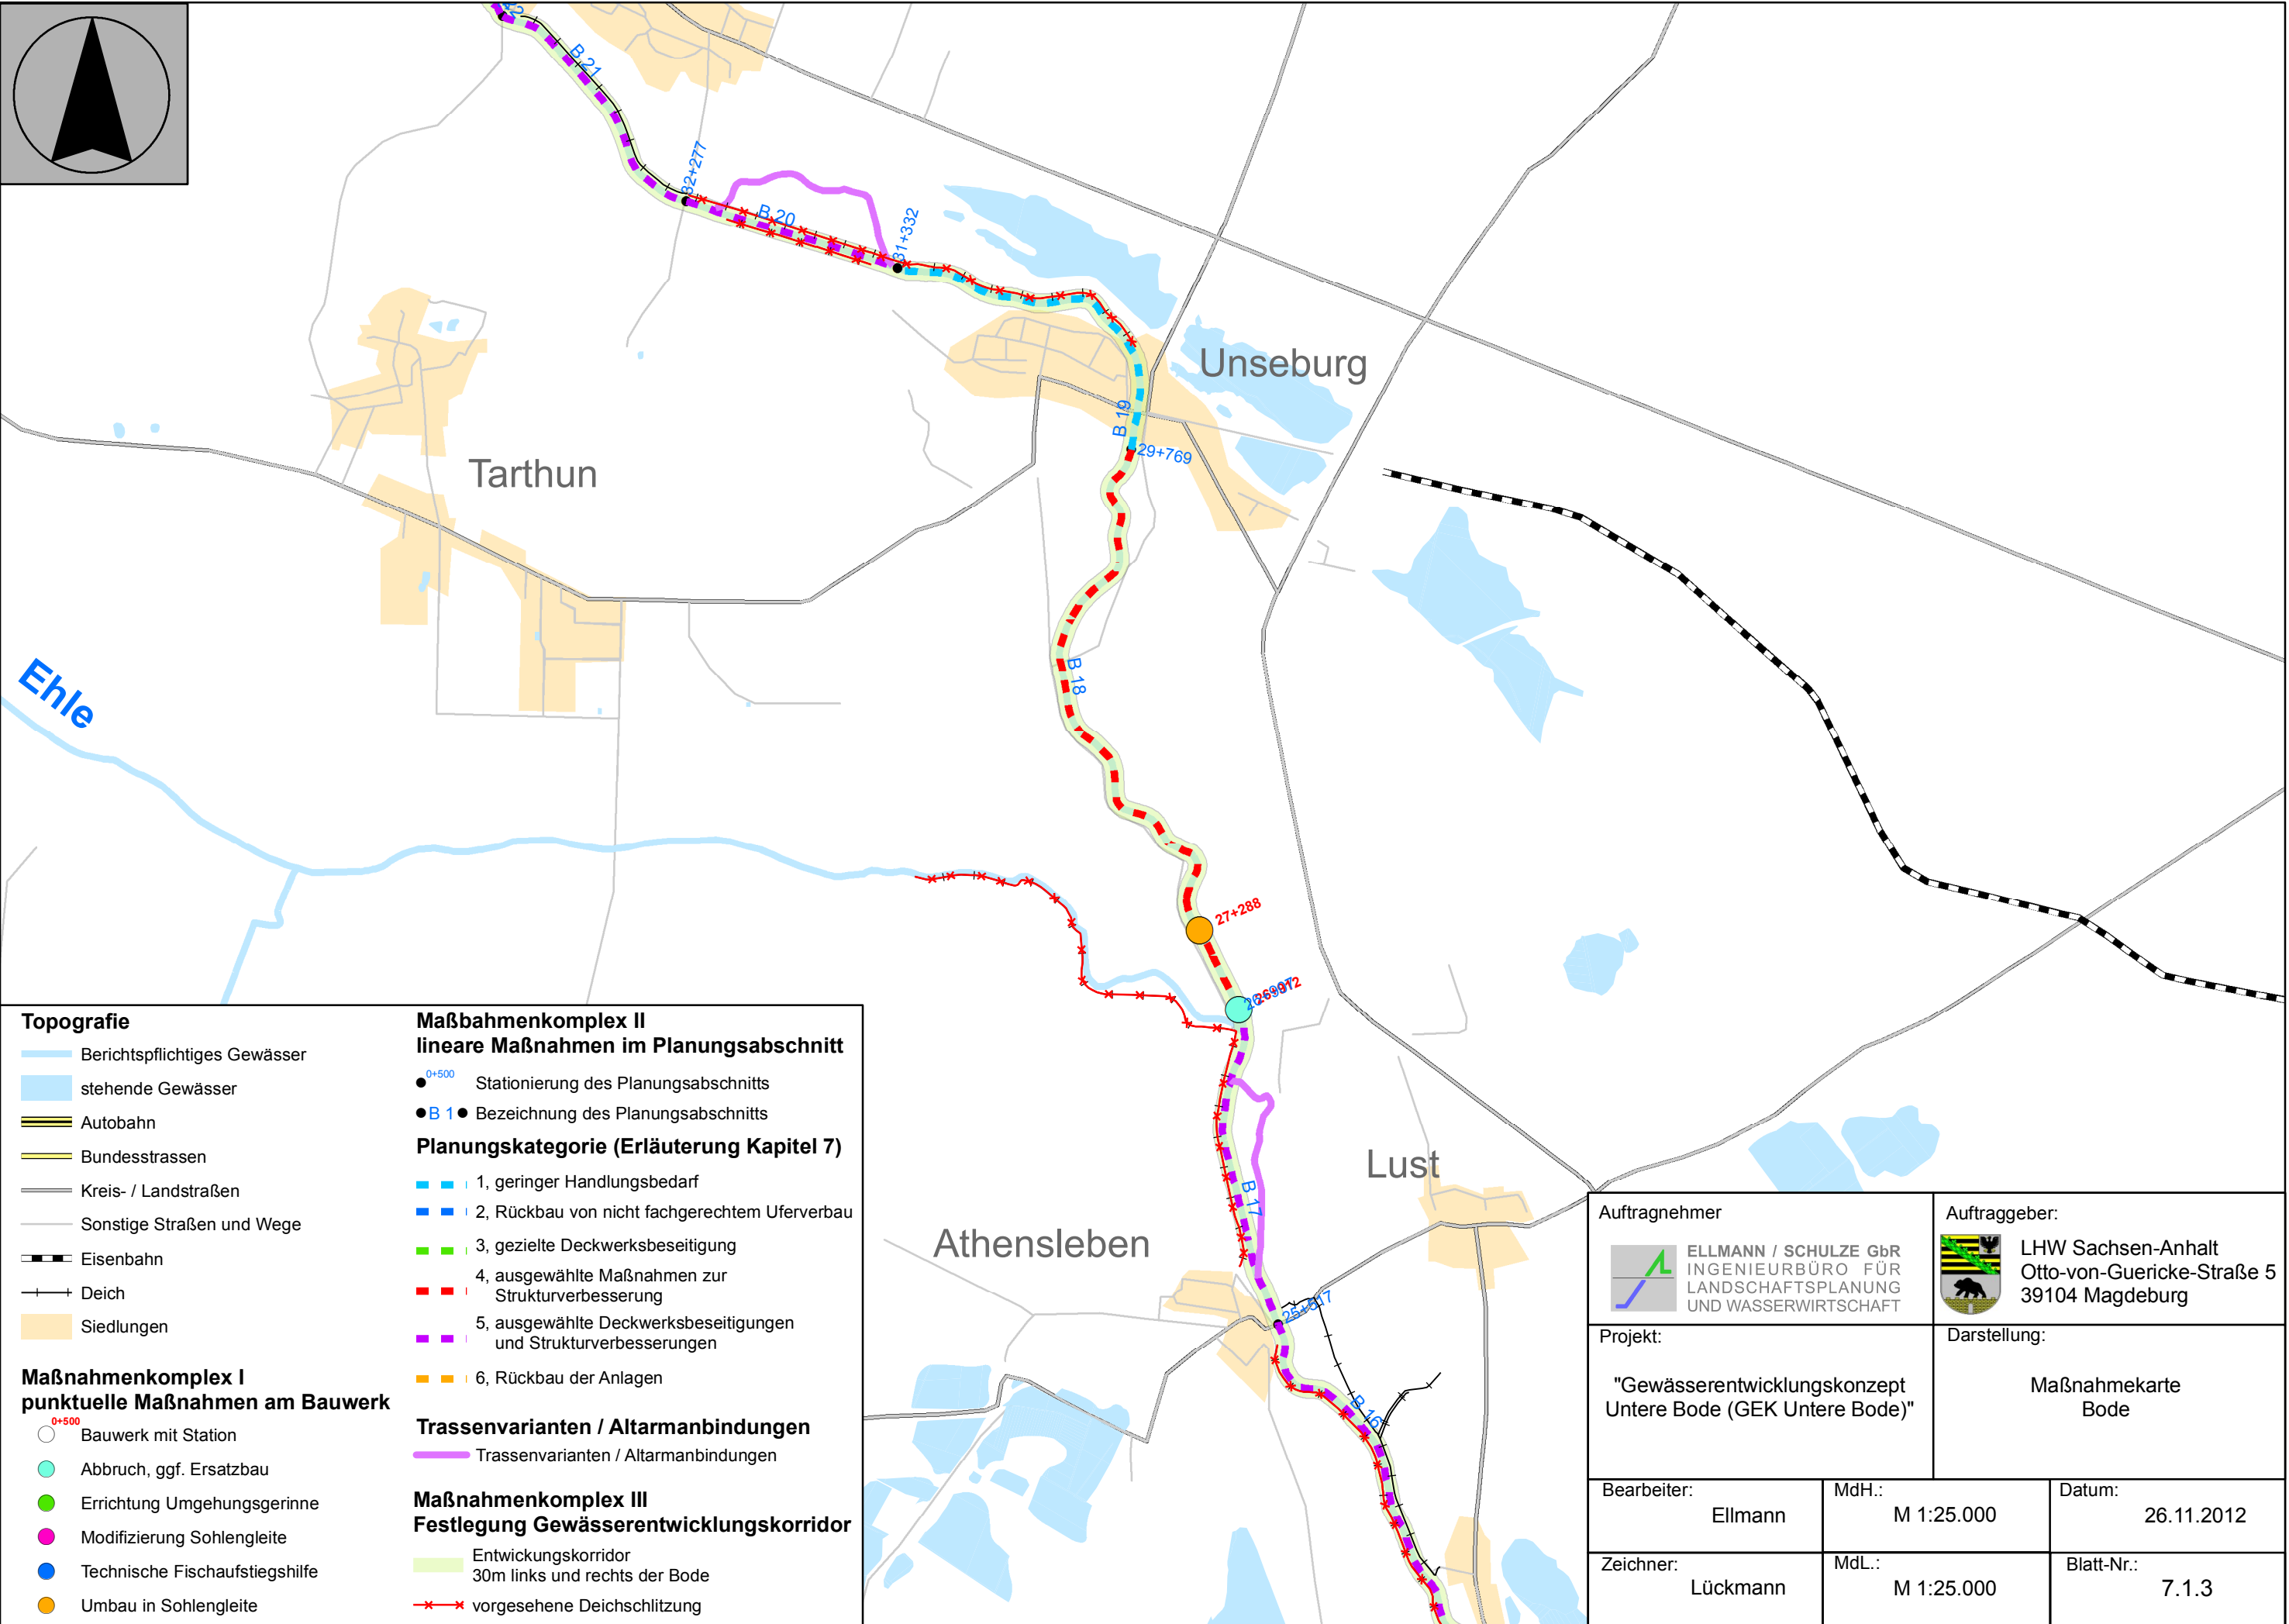 B 21
32+277
B 20
31+332
Unseburg
B 19
29+769
Tarthun
B 18
Ehle
27+288
Lust
B 17
Athensleben
25+517
B 16
Topografie
Berichtspflichtiges Gewässer
stehende Gewässer
Autobahn
Bundesstrassen
Kreis- / Landstraßen
Sonstige Straßen und Wege
Eisenbahn
Deich
Siedlungen
Maßnahmenkomplex I
punktuelle Maßnahmen am Bauwerk
0+500
Bauwerk mit Station
Abbruch, ggf. Ersatzbau
Errichtung Umgehungsgerinne
Modifizierung Sohlengleite
Technische Fischaufstiegshilfe
Umbau in Sohlengleite
Maßbahmenkomplex II
lineare Maßnahmen im Planungsabschnitt
0+500
Stationierung des Planungsabschnitts
B 1
Bezeichnung des Planungsabschnitts
Planungskategorie (Erläuterung Kapitel 7)
1, geringer Handlungsbedarf
2, Rückbau von nicht fachgerechtem Uferverbau
3, gezielte Deckwerksbeseitigung
4, ausgewählte Maßnahmen zur
Strukturverbesserung
5, ausgewählte Deckwerksbeseitigungen
und Strukturverbesserungen
6, Rückbau der Anlagen
Trassenvarianten / Altarmanbindungen
Trassenvarianten / Altarmanbindungen
Maßnahmenkomplex III
Festlegung Gewässerentwicklungskorridor
Entwickungskorridor
30m links und rechts der Bode
vorgesehene Deichschlitzung
Auftragnehmer
ELLMANN / SCHULZE GbR
INGENIEURBÜRO FÜR
LANDSCHAFTSPLANUNG
UND WASSERWIRTSCHAFT
Auftraggeber:
LHW Sachsen-Anhalt
Otto-von-Guericke-Straße 5
39104 Magdeburg
Projekt:
"Gewässerentwicklungskonzept
Untere Bode (GEK Untere Bode)"
Darstellung:
Maßnahmekarte
Bode
Bearbeiter:
Ellmann
MdH.:
M 1:25.000
Datum:
26.11.2012
Zeichner:
Lückmann
MdL.:
M 1:25.000
Blatt-Nr.:
7.1.3